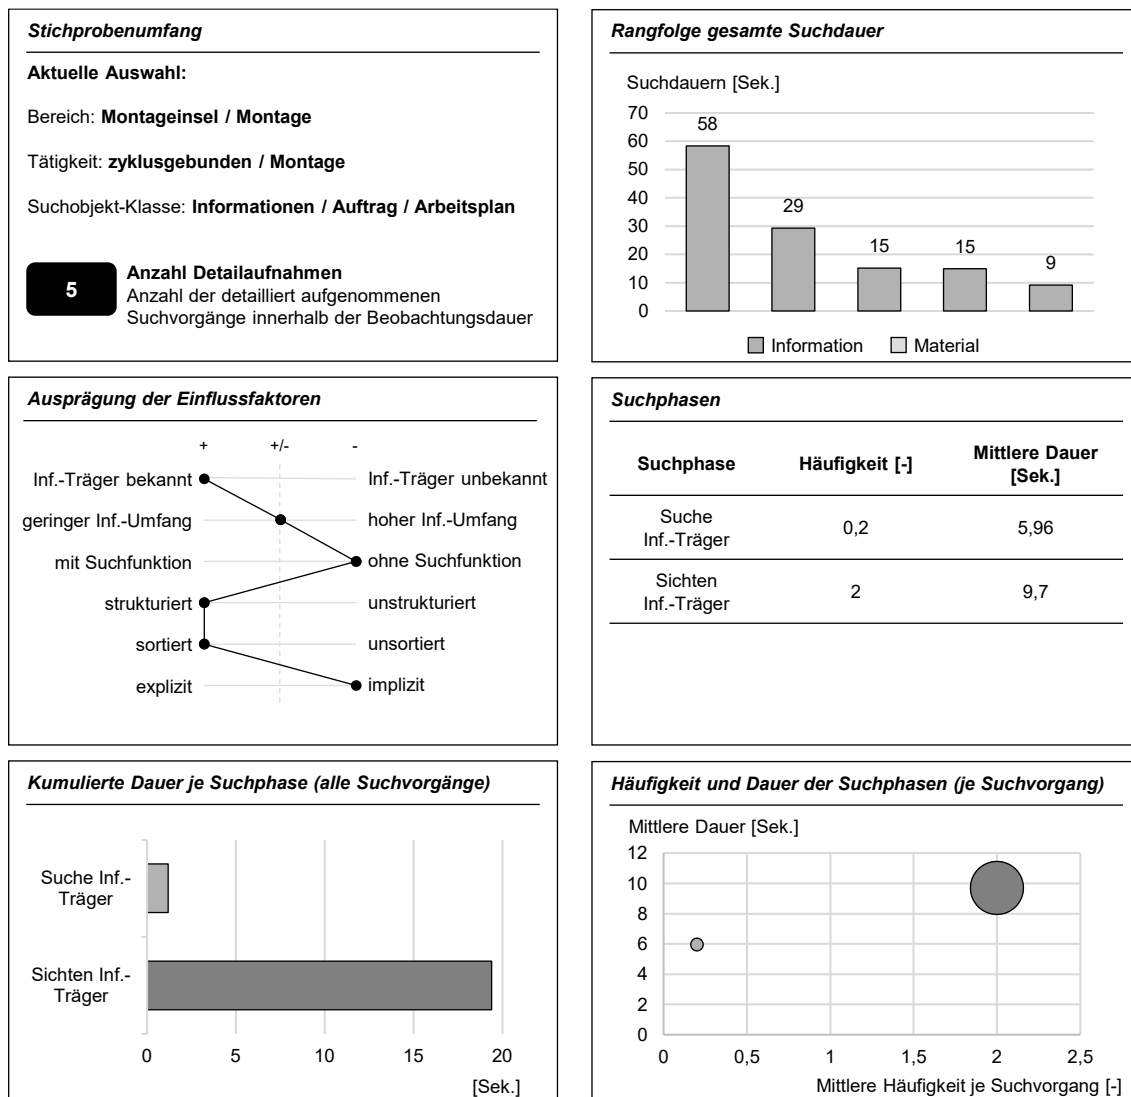 Stichprobenumfang
Aktuelle Auswahl:
Bereich: Montageinsel / Montage
Tätigkeit: zyklusgebunden / Montage
Suchobjekt-Klasse: Informationen / Auftrag / Arbeitsplan
5
Anzahl Detailaufnahmen
Anzahl der detailliert aufgenommenen
Suchvorgänge innerhalb der Beobachtungsdauer
Rangfolge gesamte Suchdauer
Suchdauern [Sek.]
70
60
50
40
30
20
10
0
58
29
15
15
9
Information
Material
Ausprägung der Einflussfaktoren
+ +/- -
Inf.-Träger bekannt Inf.-Träger unbekannt
geringer Inf.-Umfang hoher Inf.-Umfang
mit Suchfunktion ohne Suchfunktion
strukturiert unstrukturiert
sortiert unsortiert
explizit implizit
Suchphasen
Suchphase Häufigkeit [-] Mittlere Dauer
[Sek.]
Suche
Inf.-Träger 0,2 5,96
Sichten
Inf.-Träger 2 9,7
Kumulierte Dauer je Suchphase (alle Suchvorgänge)
Suche Inf.-
Träger
Sichten Inf.-
Träger
0 5 10 15 20
[Sek.]
Häufigkeit und Dauer der Suchphasen (je Suchvorgang)
Mittlere Dauer [Sek.]
12
10
8
6
4
2
0
0 0,5 1 1,5 2 2,5
Mittlere Häufigkeit je Suchvorgang [-]